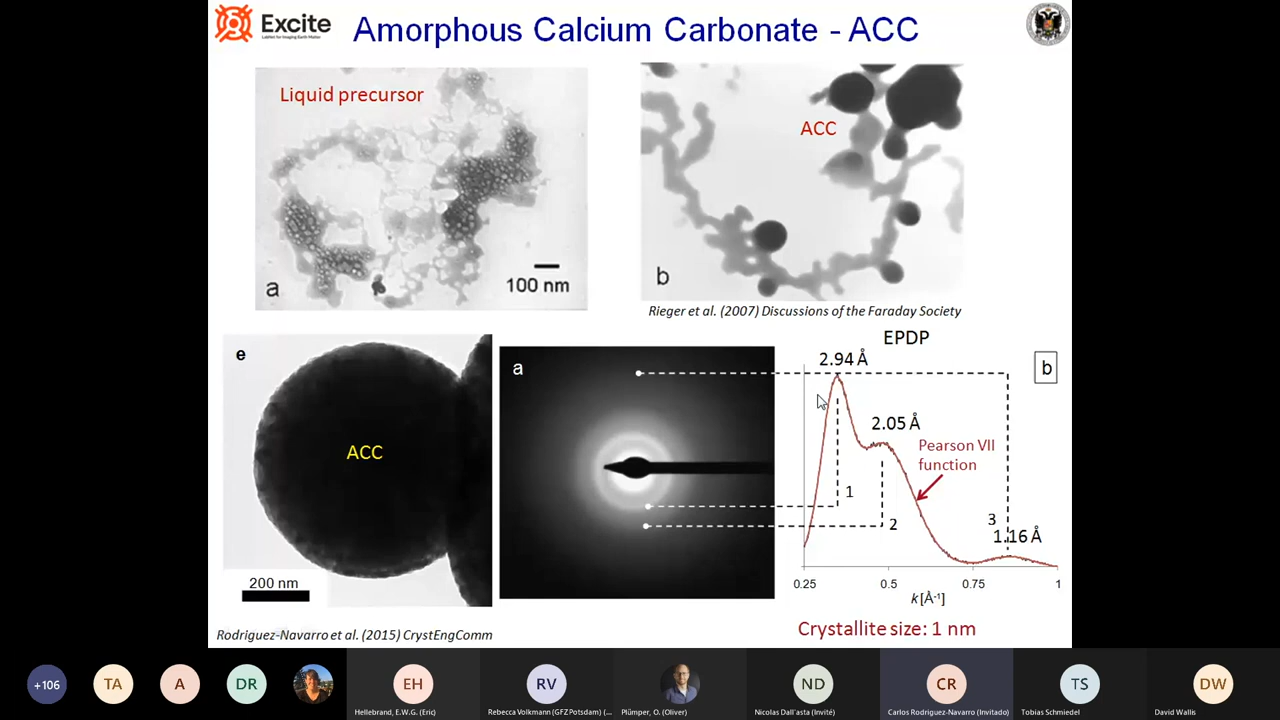 Excite
Amorphous Calcium Carbonate - ACC
Liquid precursor
a
100 nm
ACC
b
Rieger et al. (2007) Discussions of the Faraday Society
e
ACC
200 nm
Rodriguez-Navarro et al. (2015) CrystEngComm
a
EPDP
b
2.94 Å
2.05 Å
Pearson VII
function
1
2
3
1.16 Å
0.25
0.5
0.75
1
k [Å-1]
Crystallite size: 1 nm
+106
TA
A
DR
EH
Hellebrand, E.W.G. (Eric)
RV
Rebecca Volkmann (GFZ Potsdam) (...
Plümper, O. (Oliver)
ND
Nicolas Dall'asta (Invité)
CR
Carlos Rodriguez-Navarro (Invitado)
TS
Tobias Schmiedel
DW
David Wallis